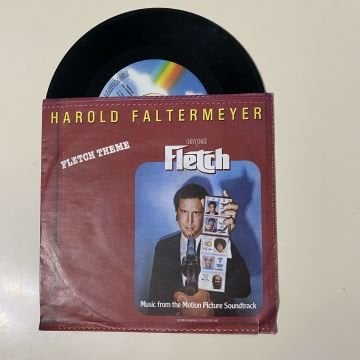 HAROLD FALTERMEYER
FLETCH THEME
CHEVY CHASE
Fletch
Music from the Motion Picture Soundtrack